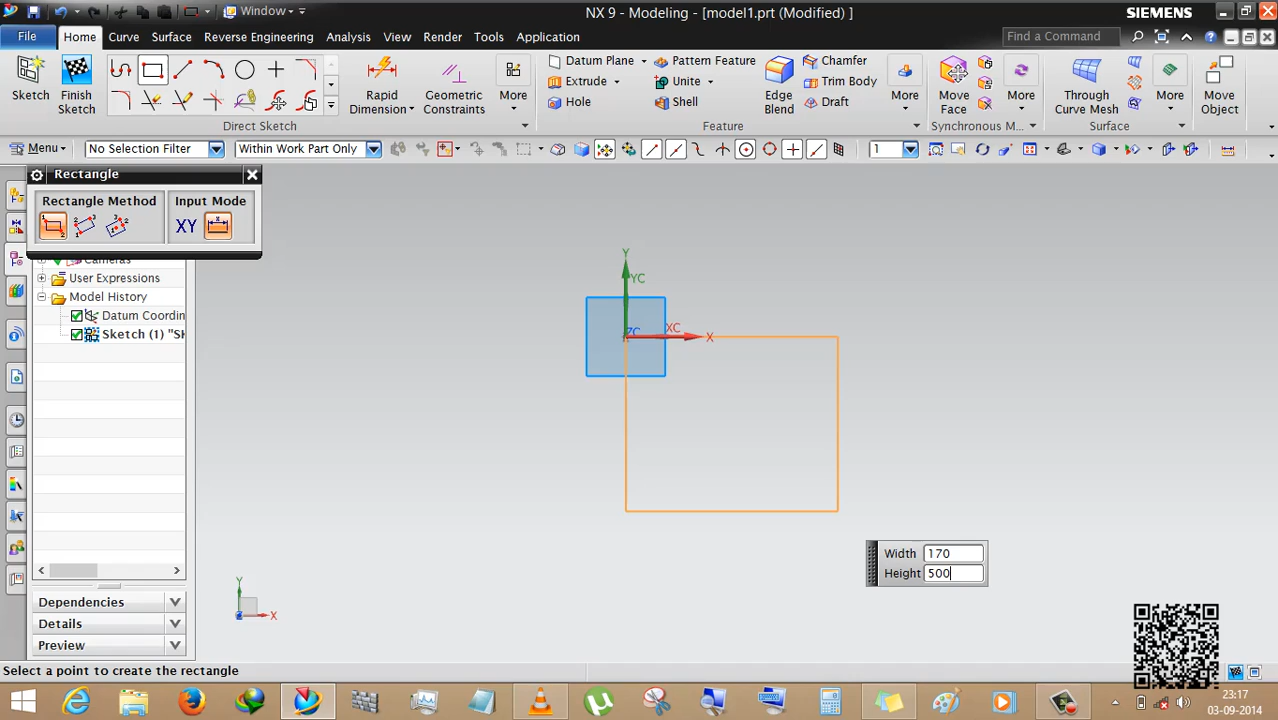 Window
NX 9 - Modeling - [model1.prt (Modified) ]
SIEMENS
File
Home
Curve
Surface
Reverse Engineering
Analysis
View
Render
Tools
Application
Find a Command
Sketch
Finish Sketch
Rapid Dimension
Geometric Constraints
More
Direct Sketch
Datum Plane
Extrude
Hole
Pattern Feature
Unite
Shell
Edge Blend
Chamfer
Trim Body
Draft
More
Feature
Move Face
More
Synchronous M...
Through Curve Mesh
More
Surface
Move Object
Menu
No Selection Filter
Within Work Part Only
1
Rectangle
Rectangle Method
Input Mode
XY
Cameras
User Expressions
Model History
Datum Coordin
Sketch (1) "SK
Y
YC
ZC
XC
X
Width 170
Height 500
Y
X
Dependencies
Details
Preview
Select a point to create the rectangle
23:17
03-09-2014